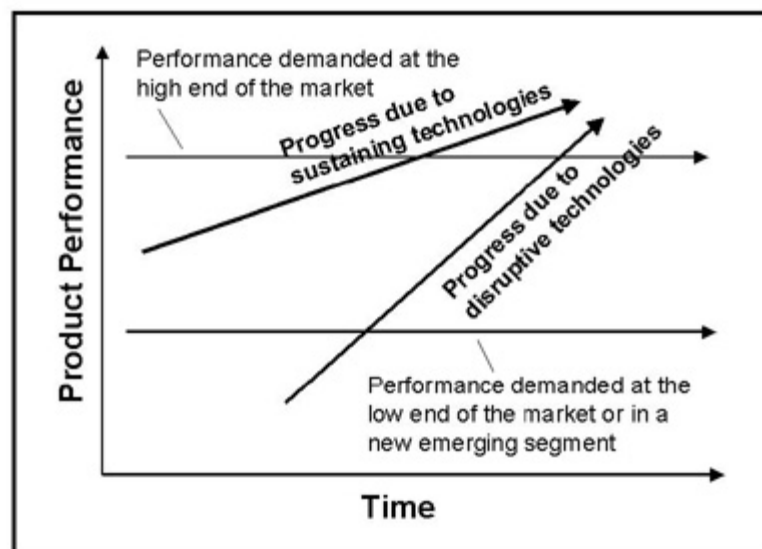 Performance demanded at the
high end of the market
Progress due to
sustaining technologies
Progress due to
disruptive technologies
Performance demanded at the
low end of the market or in a
new emerging segment
Product Performance
Time